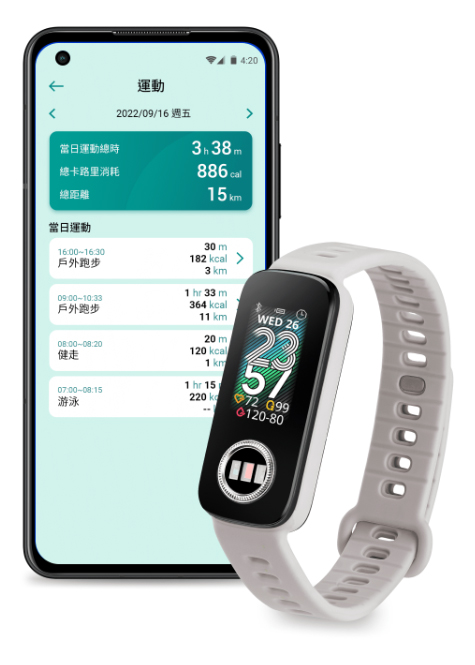 4:20
運動
2022/09/16 週五
當日運動總時 3 h 38 m
總卡路里消耗 886 cal
總距離 15 km
當日運動
16:00~16:30 30 m
戶外跑步 182 kcal
3 km
09:00~10:33 1 hr 33 m
戶外跑步 364 kcal
11 km
08:00~08:20 20 m
健走 120 kcal
1 km
07:00~08:15 1 hr 15
游泳 220
--
WED 26
23
57
72 99
120-80